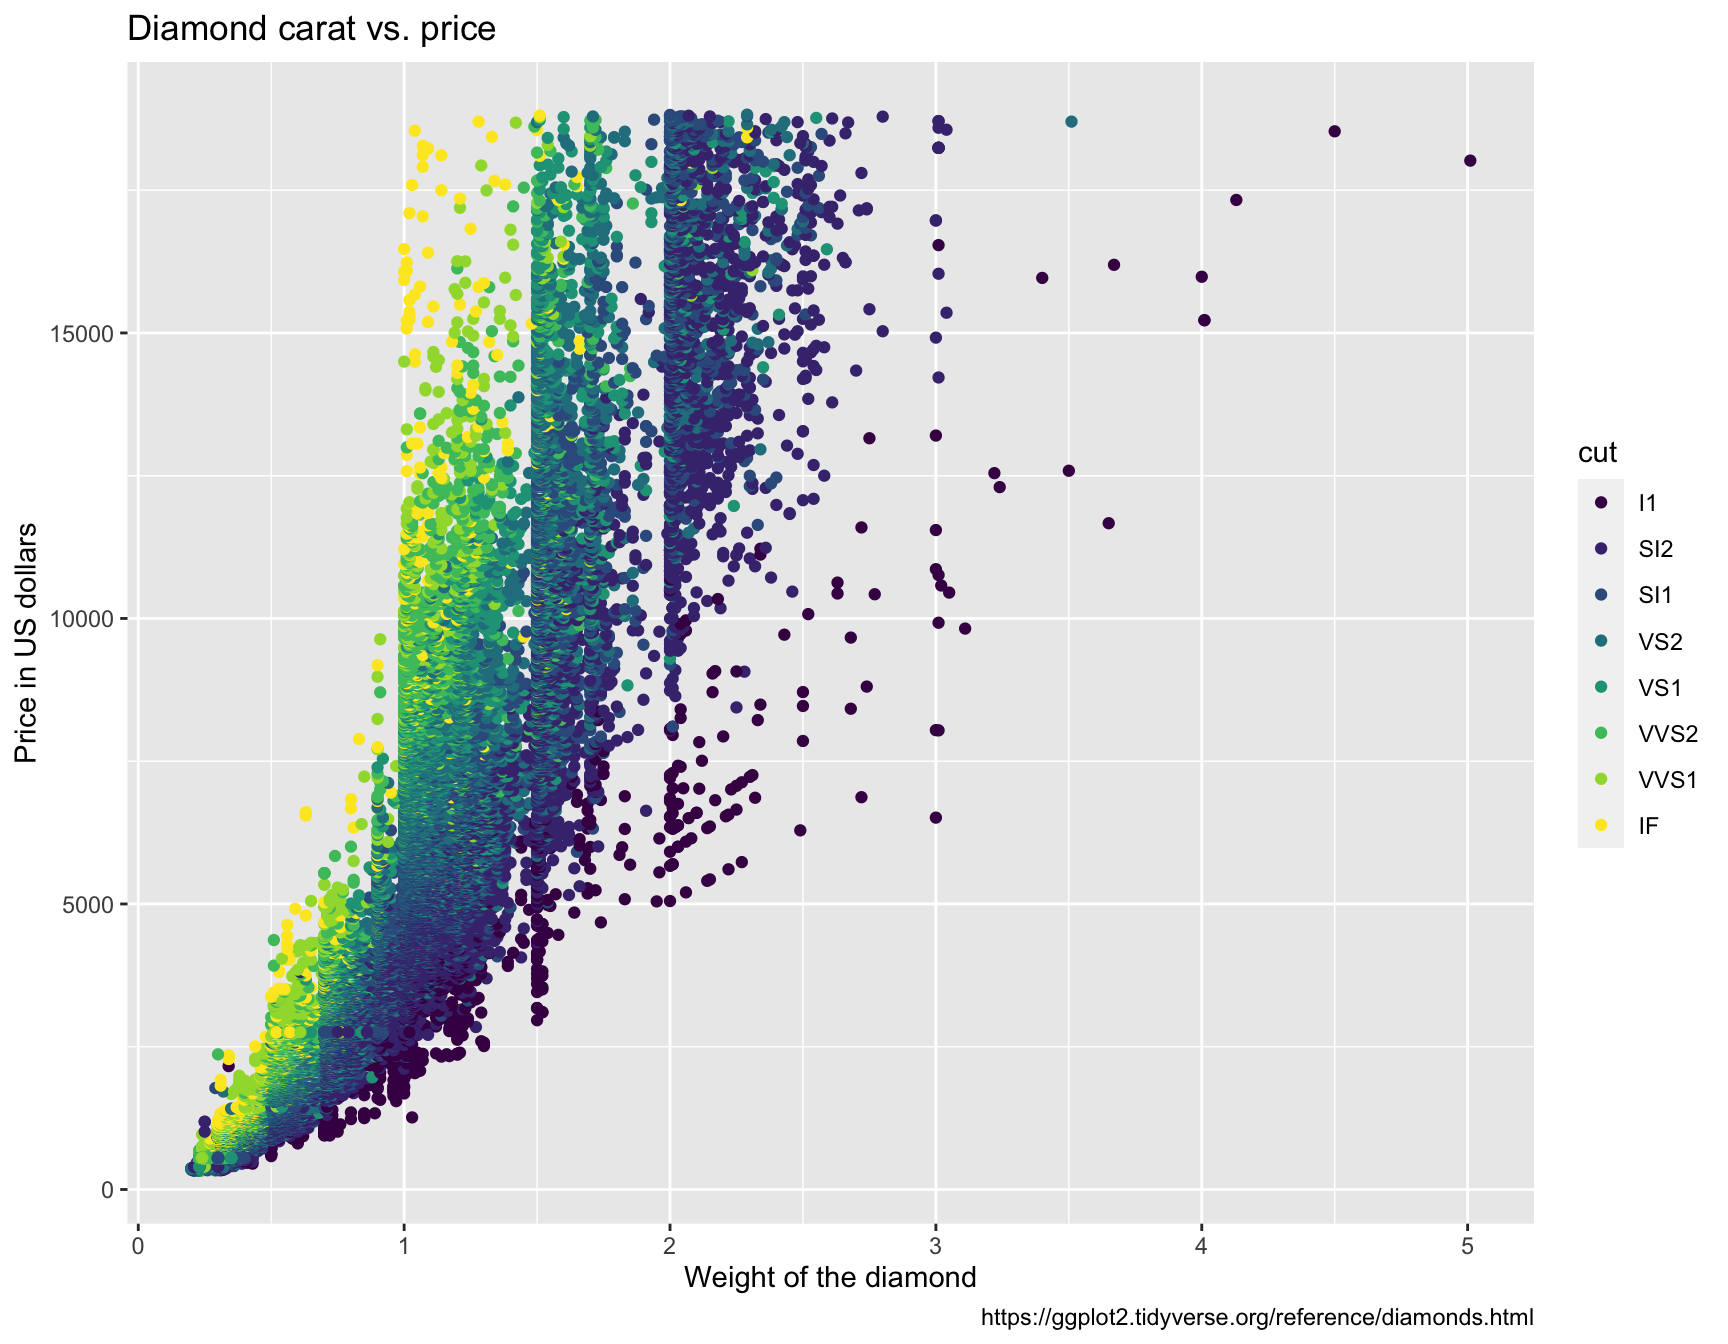 Diamond carat vs. price
Price in US dollars
15000
10000
5000
0
0
1
2
3
4
5
Weight of the diamond
cut
I1
SI2
SI1
VS2
VS1
VVS2
VVS1
IF
https://ggplot2.tidyverse.org/reference/diamonds.html